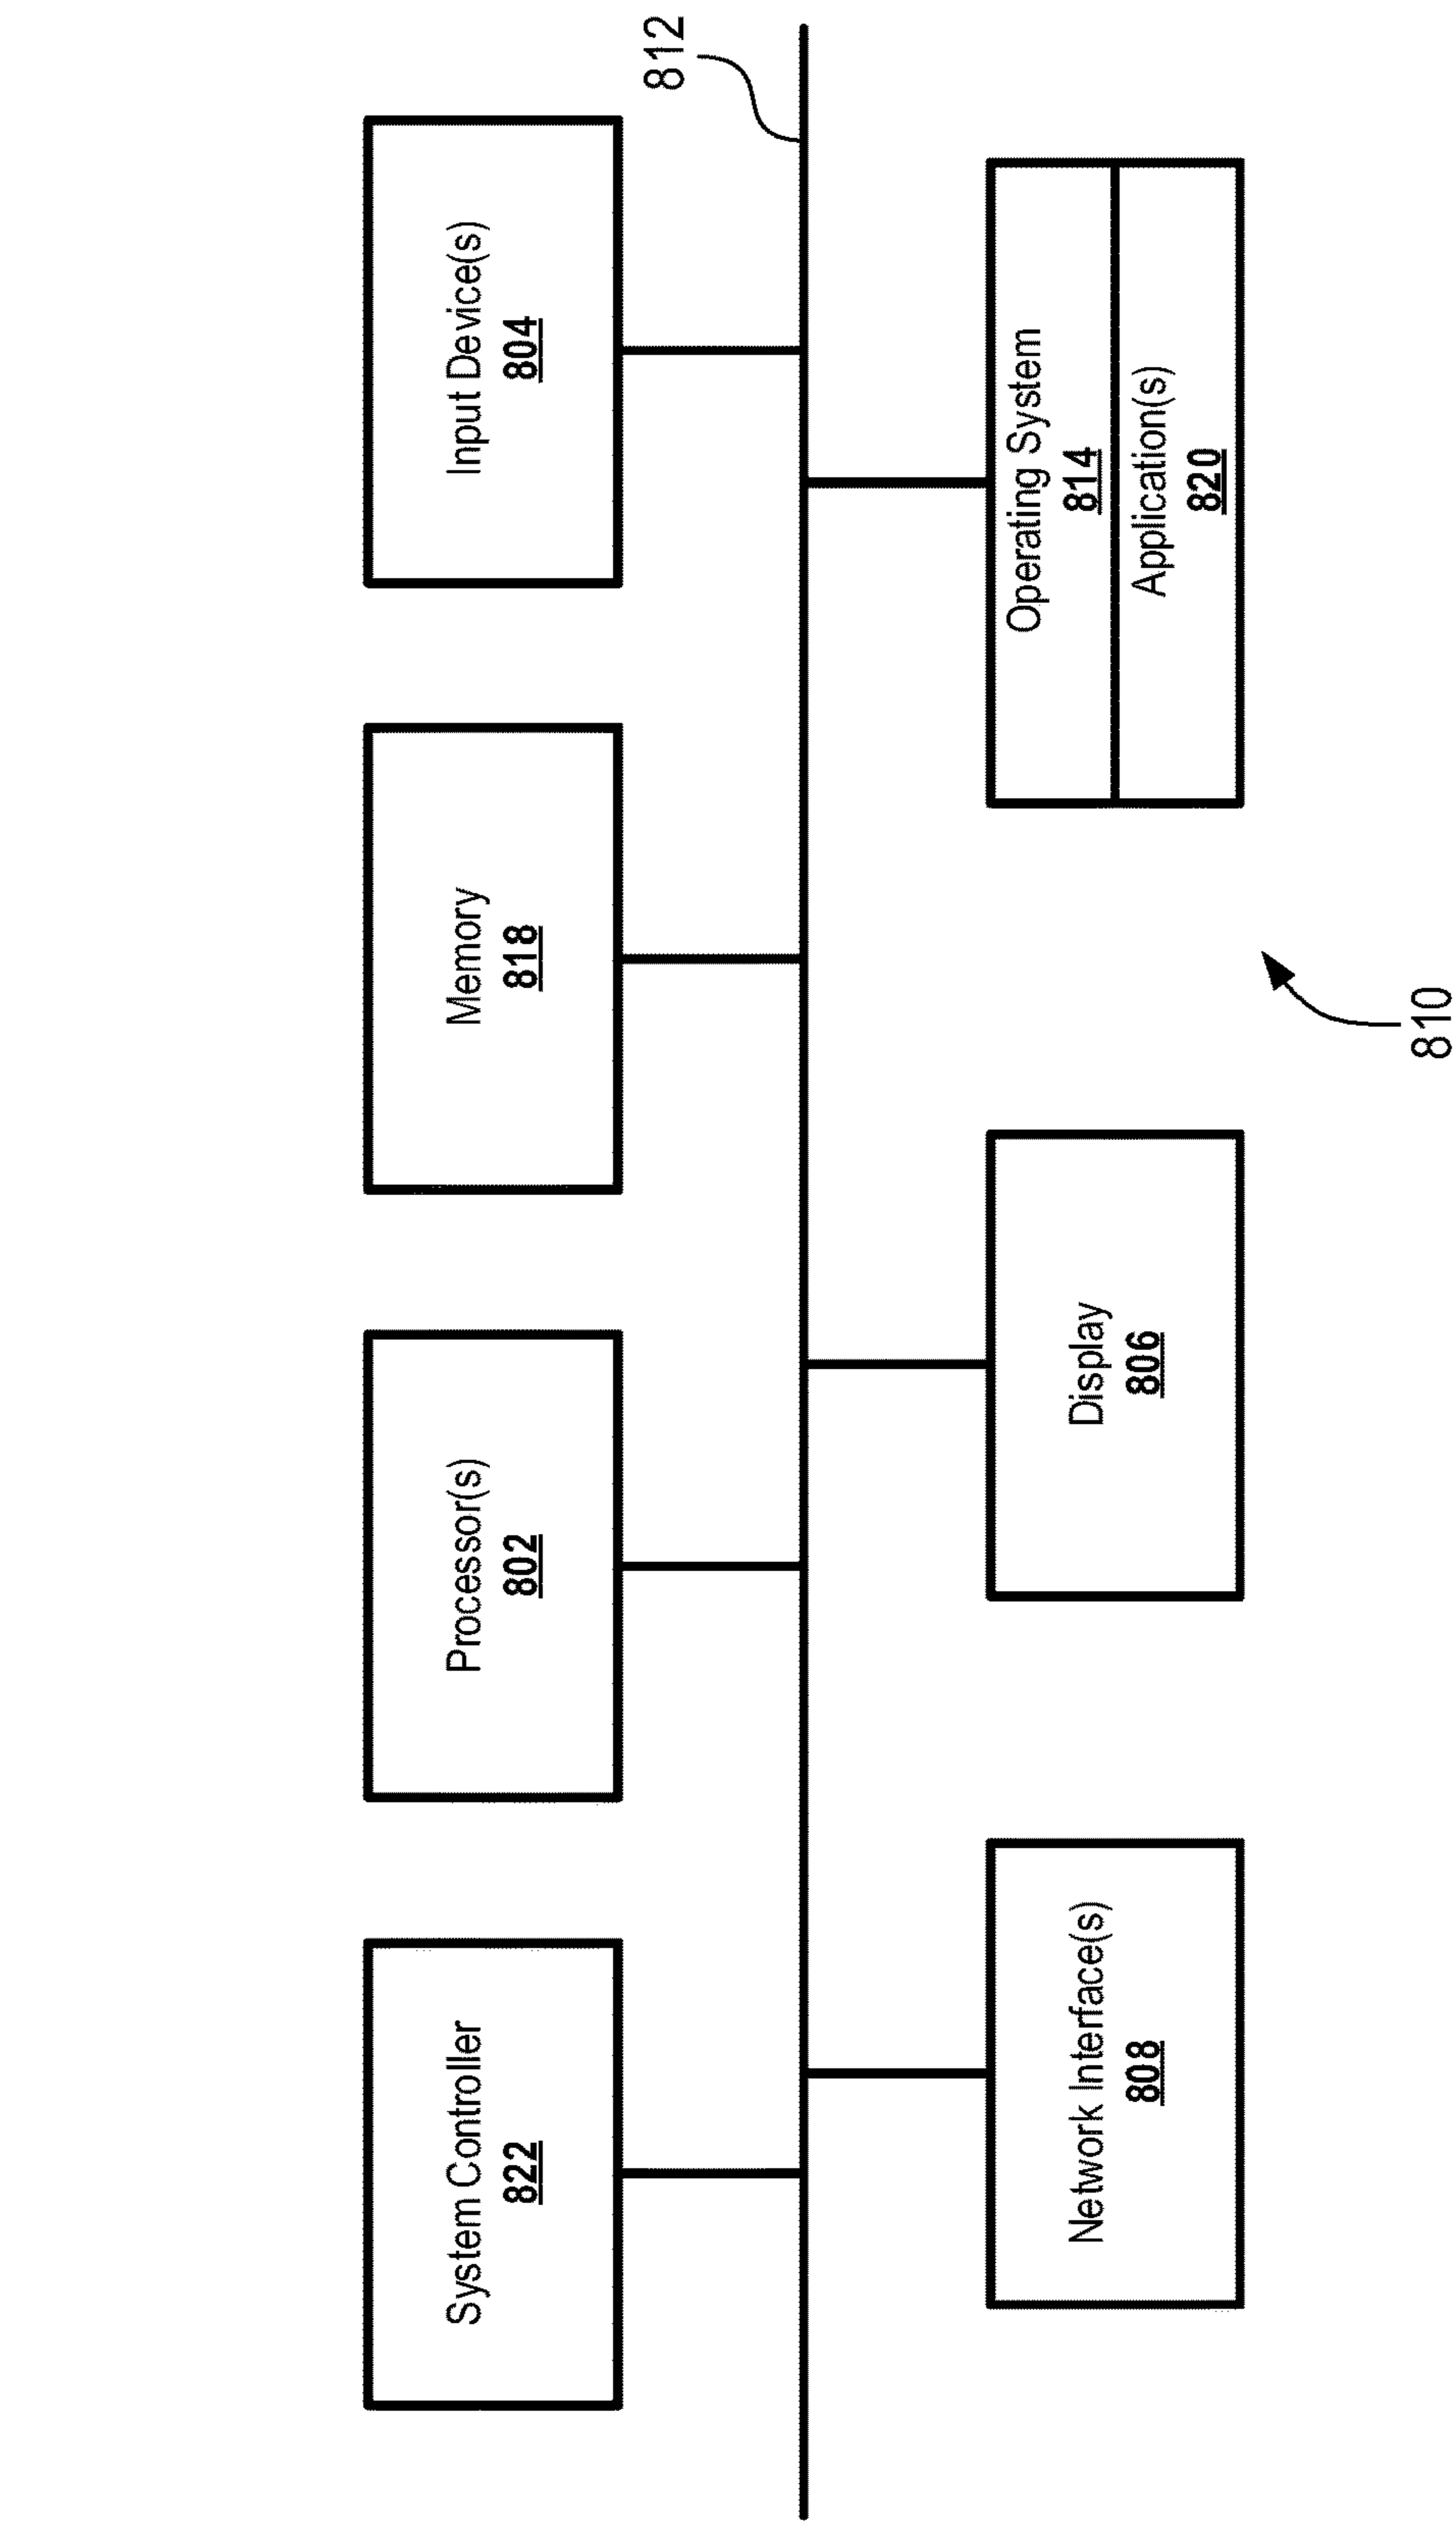 System Controller
822
Processor(s)
802
Memory
818
Input Device(s)
804
812
Network Interface(s)
808
Display
806
Operating System
814
Application(s)
820
810